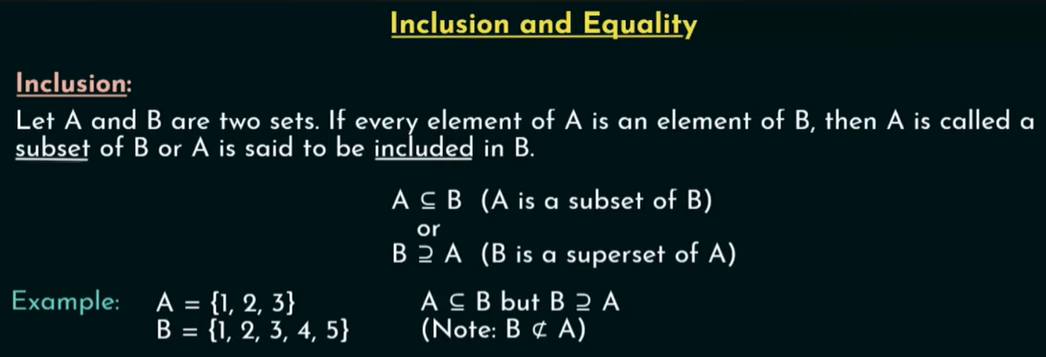 Inclusion and Equality
Inclusion:
Let A and B are two sets. If every element of A is an element of B, then A is called a
subset of B or A is said to be included in B.
A ⊆ B (A is a subset of B)
or
B ⊇ A (B is a superset of A)
Example: A = {1, 2, 3} A ⊆ B but B ⊇ A
B = {1, 2, 3, 4, 5} (Note: B ⊄ A)